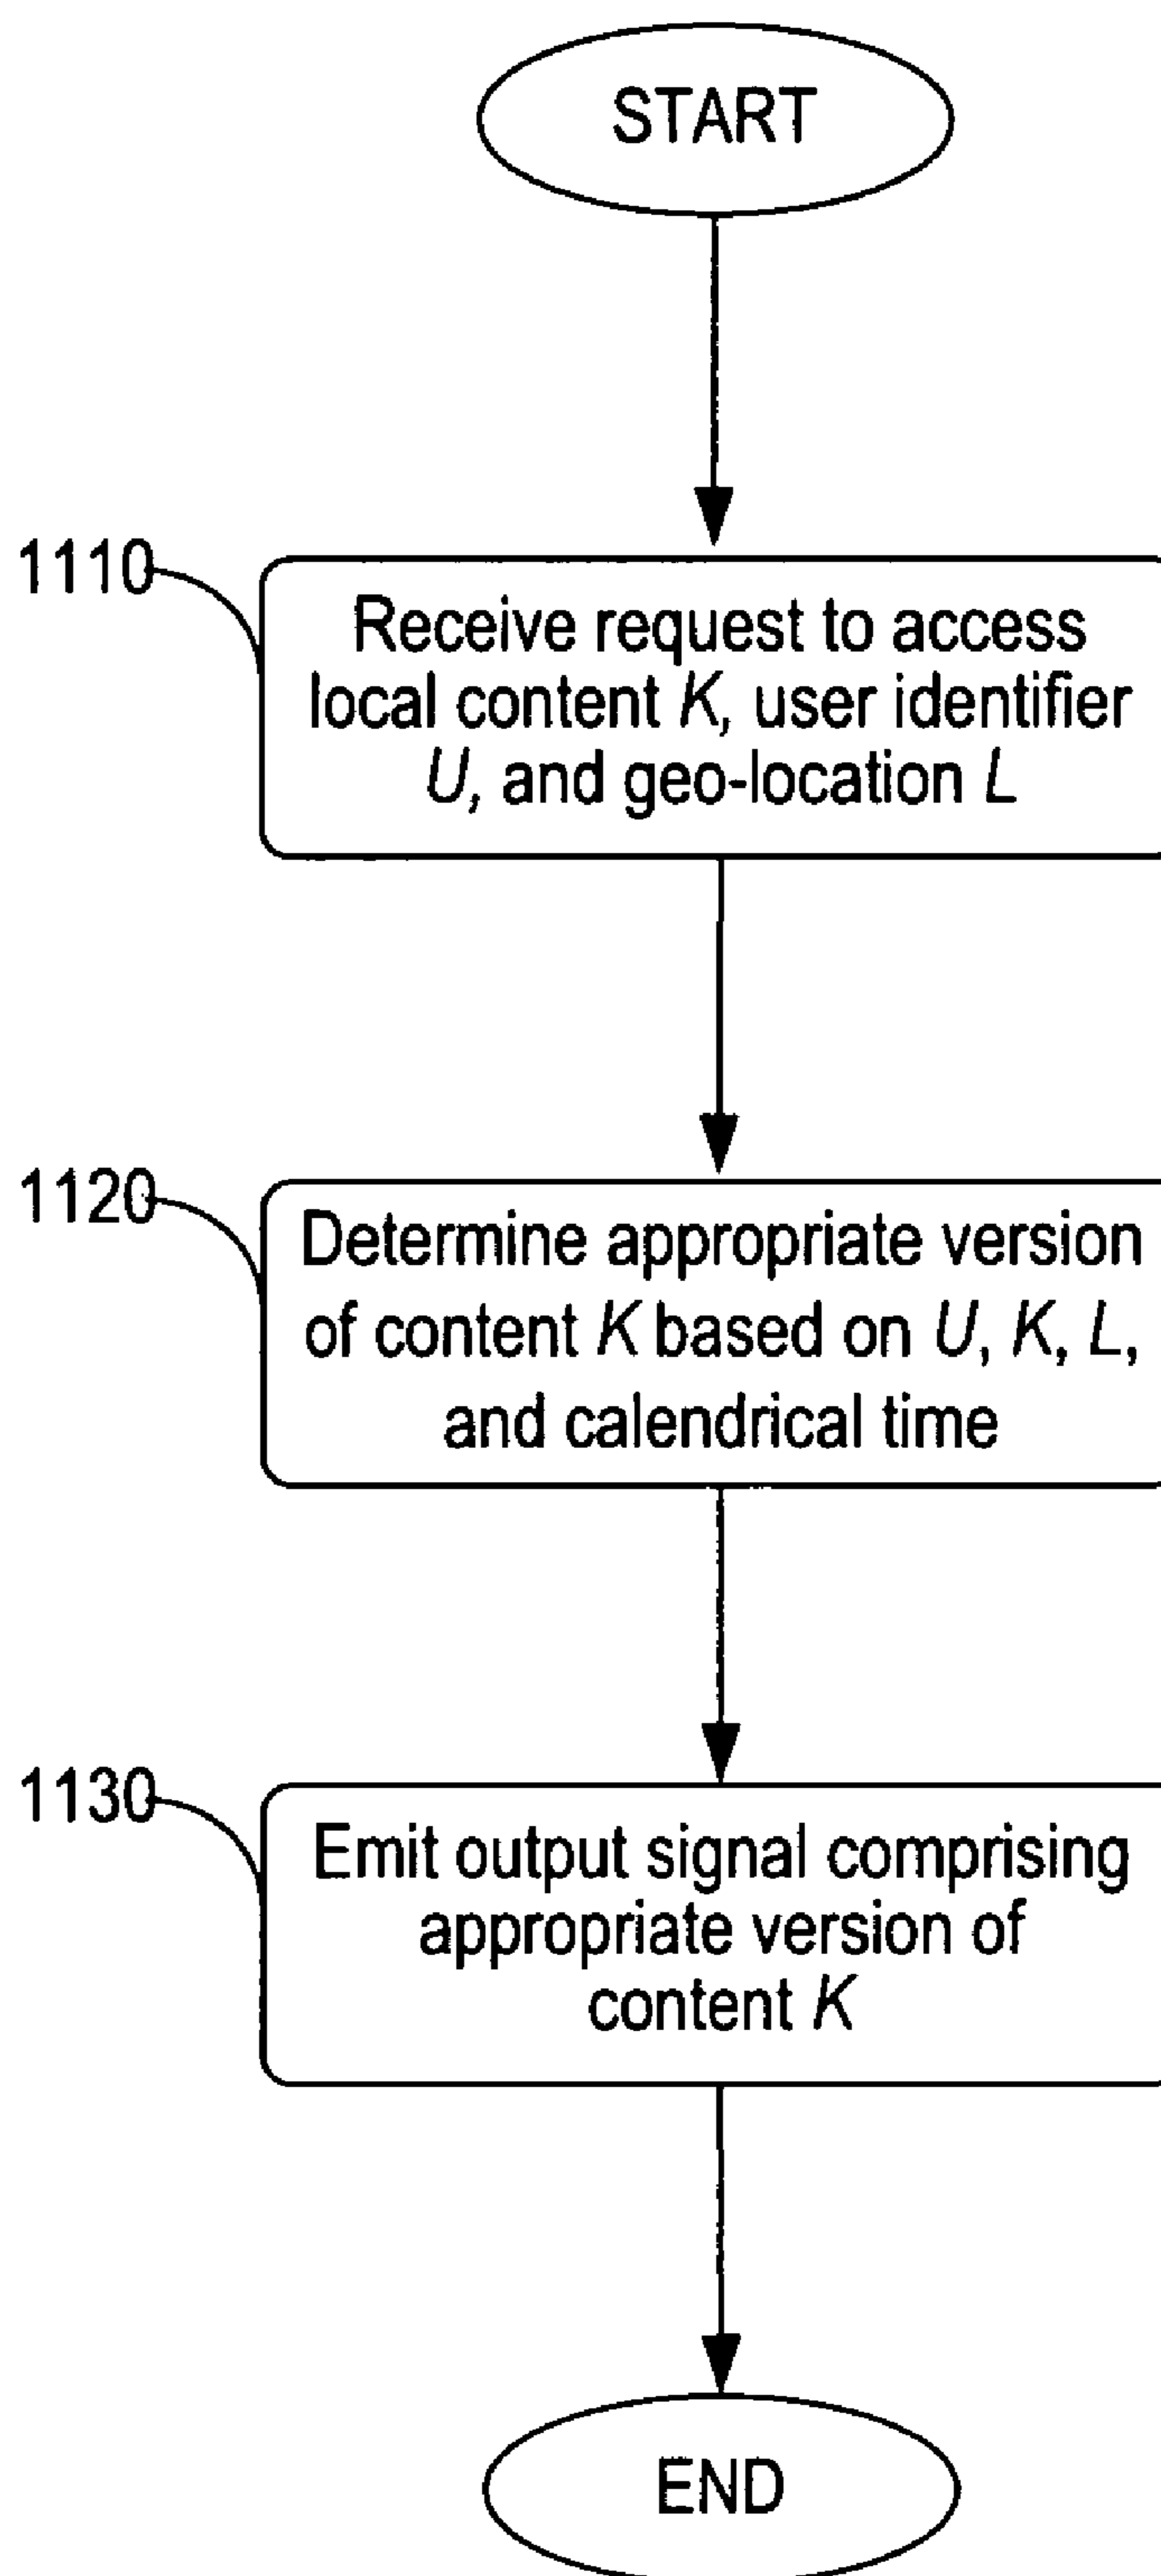 START
1110
Receive request to access
local content K, user identifier
U, and geo-location L
1120
Determine appropriate version
of content K based on U, K, L,
and calendrical time
1130
Emit output signal comprising
appropriate version of
content K
END